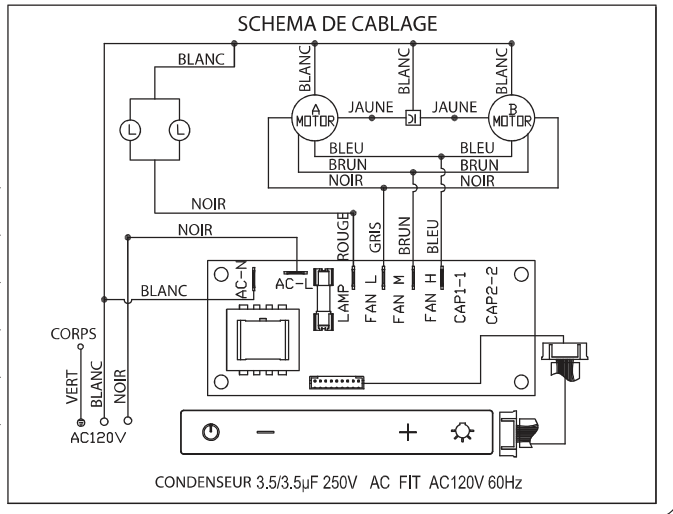 SCHEMA DE CABLAGE
BLANC
BLANC
BLANC
BLANC
A
MOTOR
JAUNE
JAUNE
B
MOTOR
L
L
BLEU
BLEU
BRUN
BRUN
NOIR
NOIR
NOIR
NOIR
ROUGE
GRIS
BRUN
BLEU
BLANC
AC-N
AC-L
LAMP
FAN L
FAN M
FAN H
CAP1-1
CAP2-2
CORPS
VERT
BLANC
NOIR
AC120V
CONDENSEUR 3.5/3.5μF 250V AC FIT AC120V 60Hz